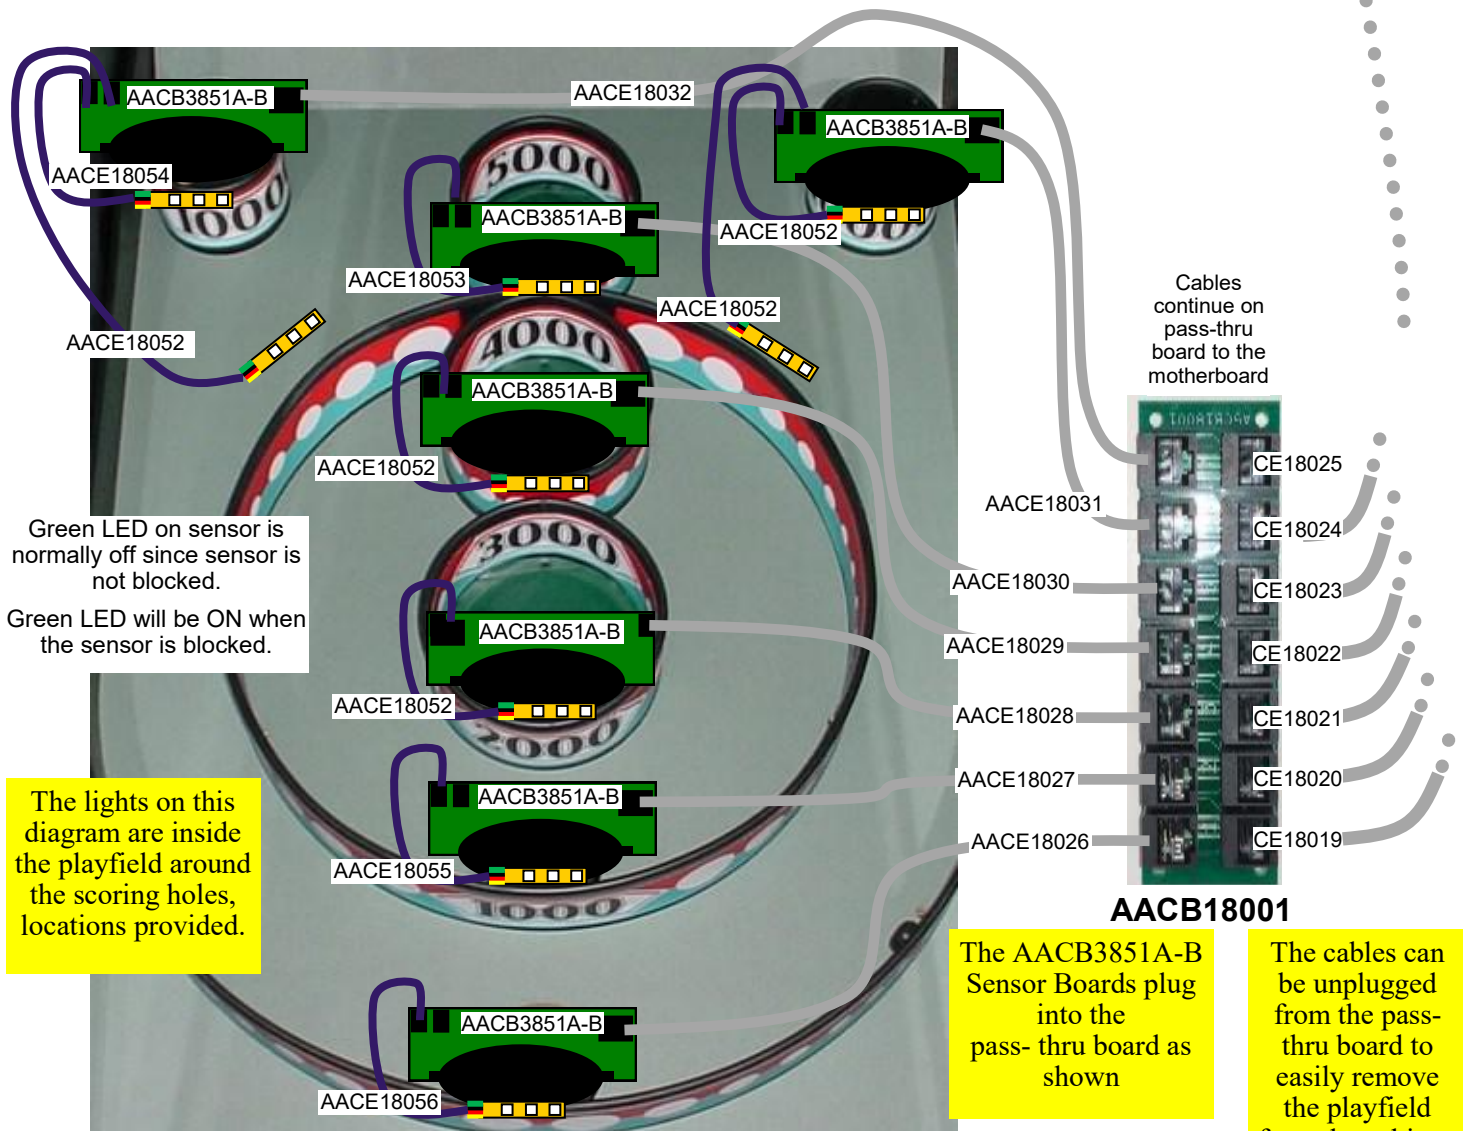 AACB3851A-B
AACE18032
AACB3851A-B
AACE18054
1000
5000
AACB3851A-B
AACE18052
AACE18053
AACE18052
AACE18052
4000
AACB3851A-B
AACE18052
Cables
continue on
pass-thru
board to the
motherboard
AACB18001
CE18025
AACE18031
CE18024
Green LED on sensor is
normally off since sensor is
not blocked.
Green LED will be ON when
the sensor is blocked.
3000
AACE18030
CE18023
AACB3851A-B
AACE18029
CE18022
AACE18052
AACE18028
CE18021
2000
AACE18027
CE18020
AACB3851A-B
The lights on this
diagram are inside
the playfield around
the scoring holes,
locations provided.
AACE18026
CE18019
AACE18055
1000
AACB18001
The AACB3851A-B
Sensor Boards plug
into the
pass- thru board as
shown
The cables can
be unplugged
from the pass-
thru board to
easily remove
the playfield
AACB3851A-B
AACE18056